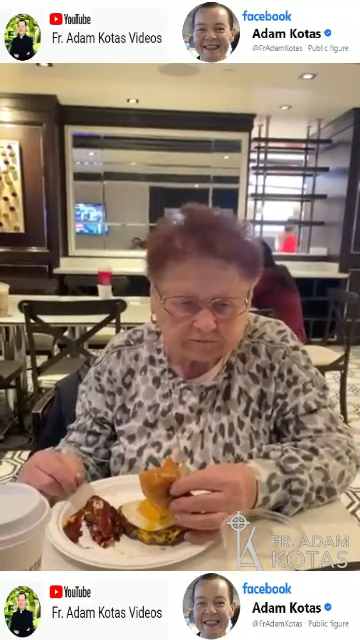 YouTube
Fr. Adam Kotas Videos
facebook
Adam Kotas
@FrAdamKotas · Public figure
FR. ADAM
KOTAS
YouTube
Fr. Adam Kotas Videos
facebook
Adam Kotas
@FrAdamKotas · Public figure